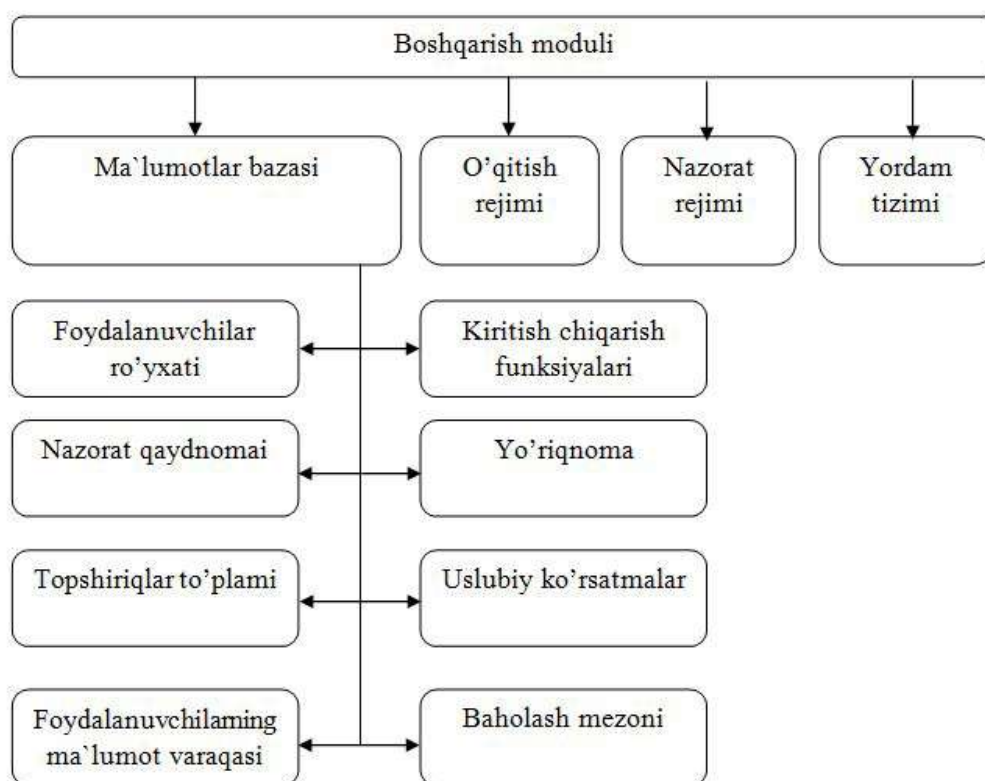 Boshqarish moduli
Ma`lumotlar bazasi
O’qitish
rejimi
Nazorat
rejimi
Yordam
tizimi
Foydalanuvchilar
ro’yxati
Kiritish chiqarish
funksiyalari
Nazorat qaydnomai
Yo’riqnoma
Topshiriqlar to’plami
Uslubiy ko’rsatmalar
Foydalanuvchilarning
ma`lumot varaqasi
Baholash mezoni